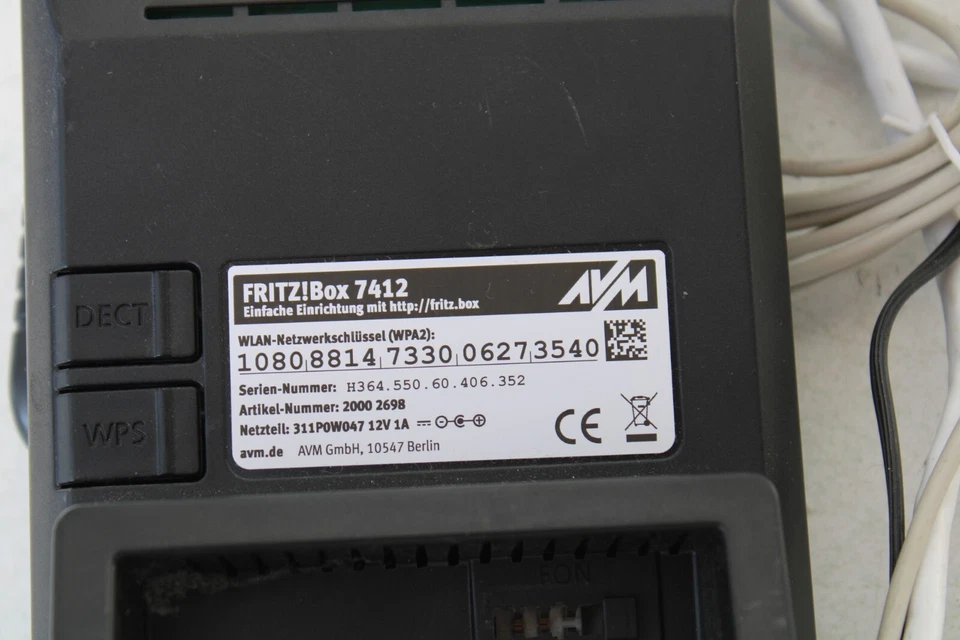 FRITZ!Box 7412
Einfache Einrichtung mit http://fritz.box
AVM
WLAN-Netzwerkschlüssel (WPA2):
1080 8814 7330 0627 3540
Serien-Nummer: H364.550.60.406.352
Artikel-Nummer: 2000 2698
Netzteil: 311P0W047 12V 1A
avm.de AVM GmbH, 10547 Berlin
CE
DECT
WPS
FON